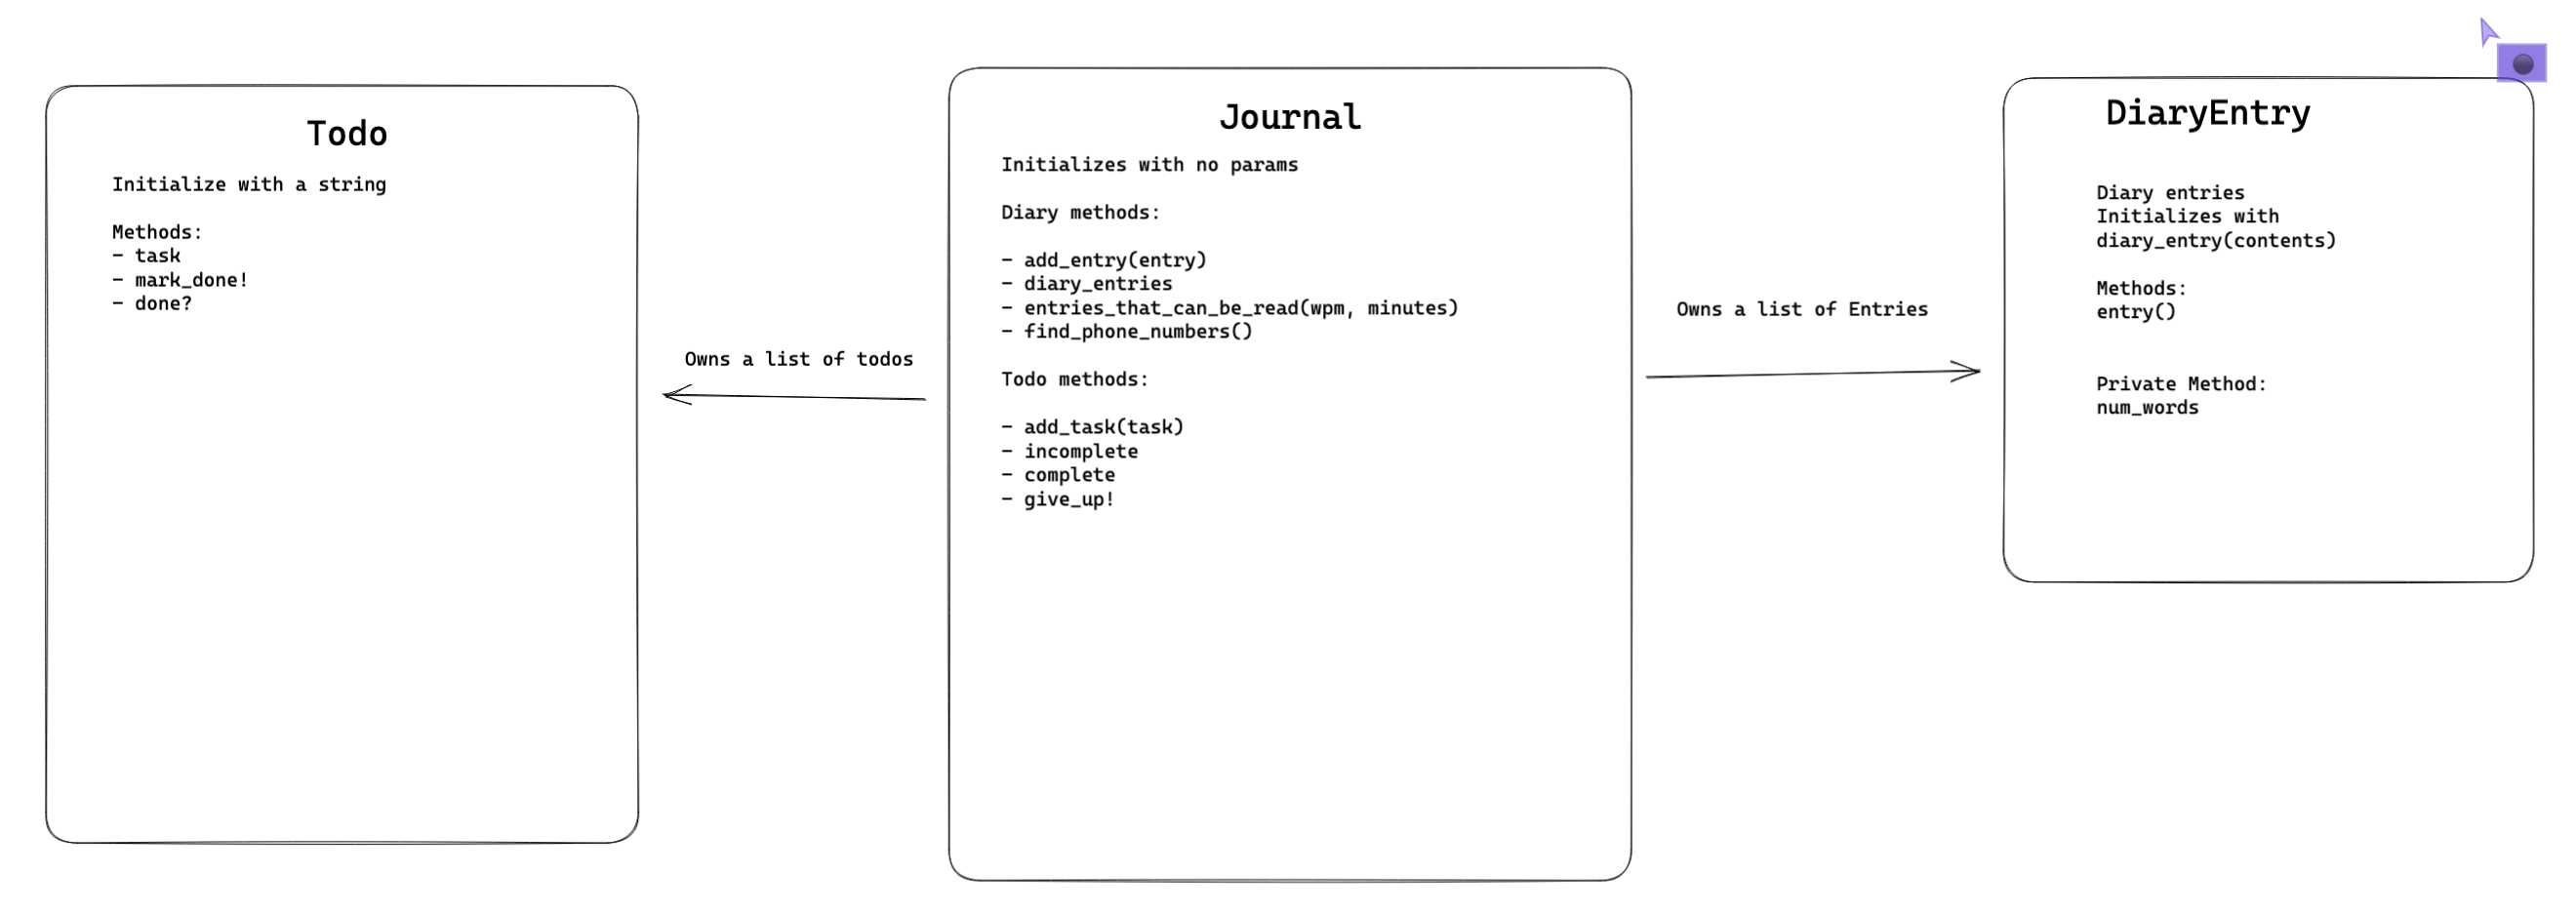 Todo
Initialize with a string
Methods:
- task
- mark_done!
- done?
Owns a list of todos
Journal
Initializes with no params
Diary methods:
- add_entry(entry)
- diary_entries
- entries_that_can_be_read(wpm, minutes)
- find_phone_numbers()
Todo methods:
- add_task(task)
- incomplete
- complete
- give_up!
Owns a list of Entries
DiaryEntry
Diary entries
Initializes with
diary_entry(contents)
Methods:
entry()
Private Method:
num_words